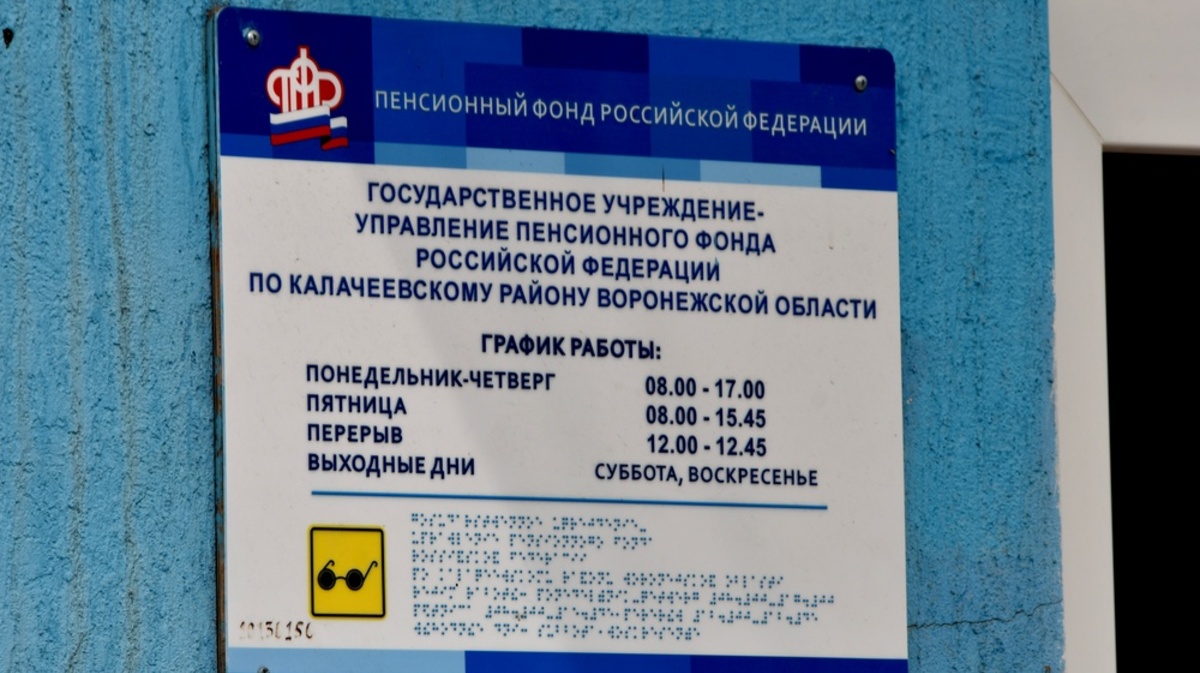 ПЕНСИОННЫЙ ФОНД РОССИЙСКОЙ ФЕДЕРАЦИИ
ГОСУДАРСТВЕННОЕ УЧРЕЖДЕНИЕ-
УПРАВЛЕНИЕ ПЕНСИОННОГО ФОНДА
РОССИЙСКОЙ ФЕДЕРАЦИИ
ПО КАЛАЧЕЕВСКОМУ РАЙОНУ ВОРОНЕЖСКОЙ ОБЛАСТИ
ГРАФИК РАБОТЫ:
ПОНЕДЕЛЬНИК-ЧЕТВЕРГ 08.00 - 17.00
ПЯТНИЦА 08.00 - 15.45
ПЕРЕРЫВ 12.00 - 12.45
ВЫХОДНЫЕ ДНИ СУББОТА, ВОСКРЕСЕНЬЕ